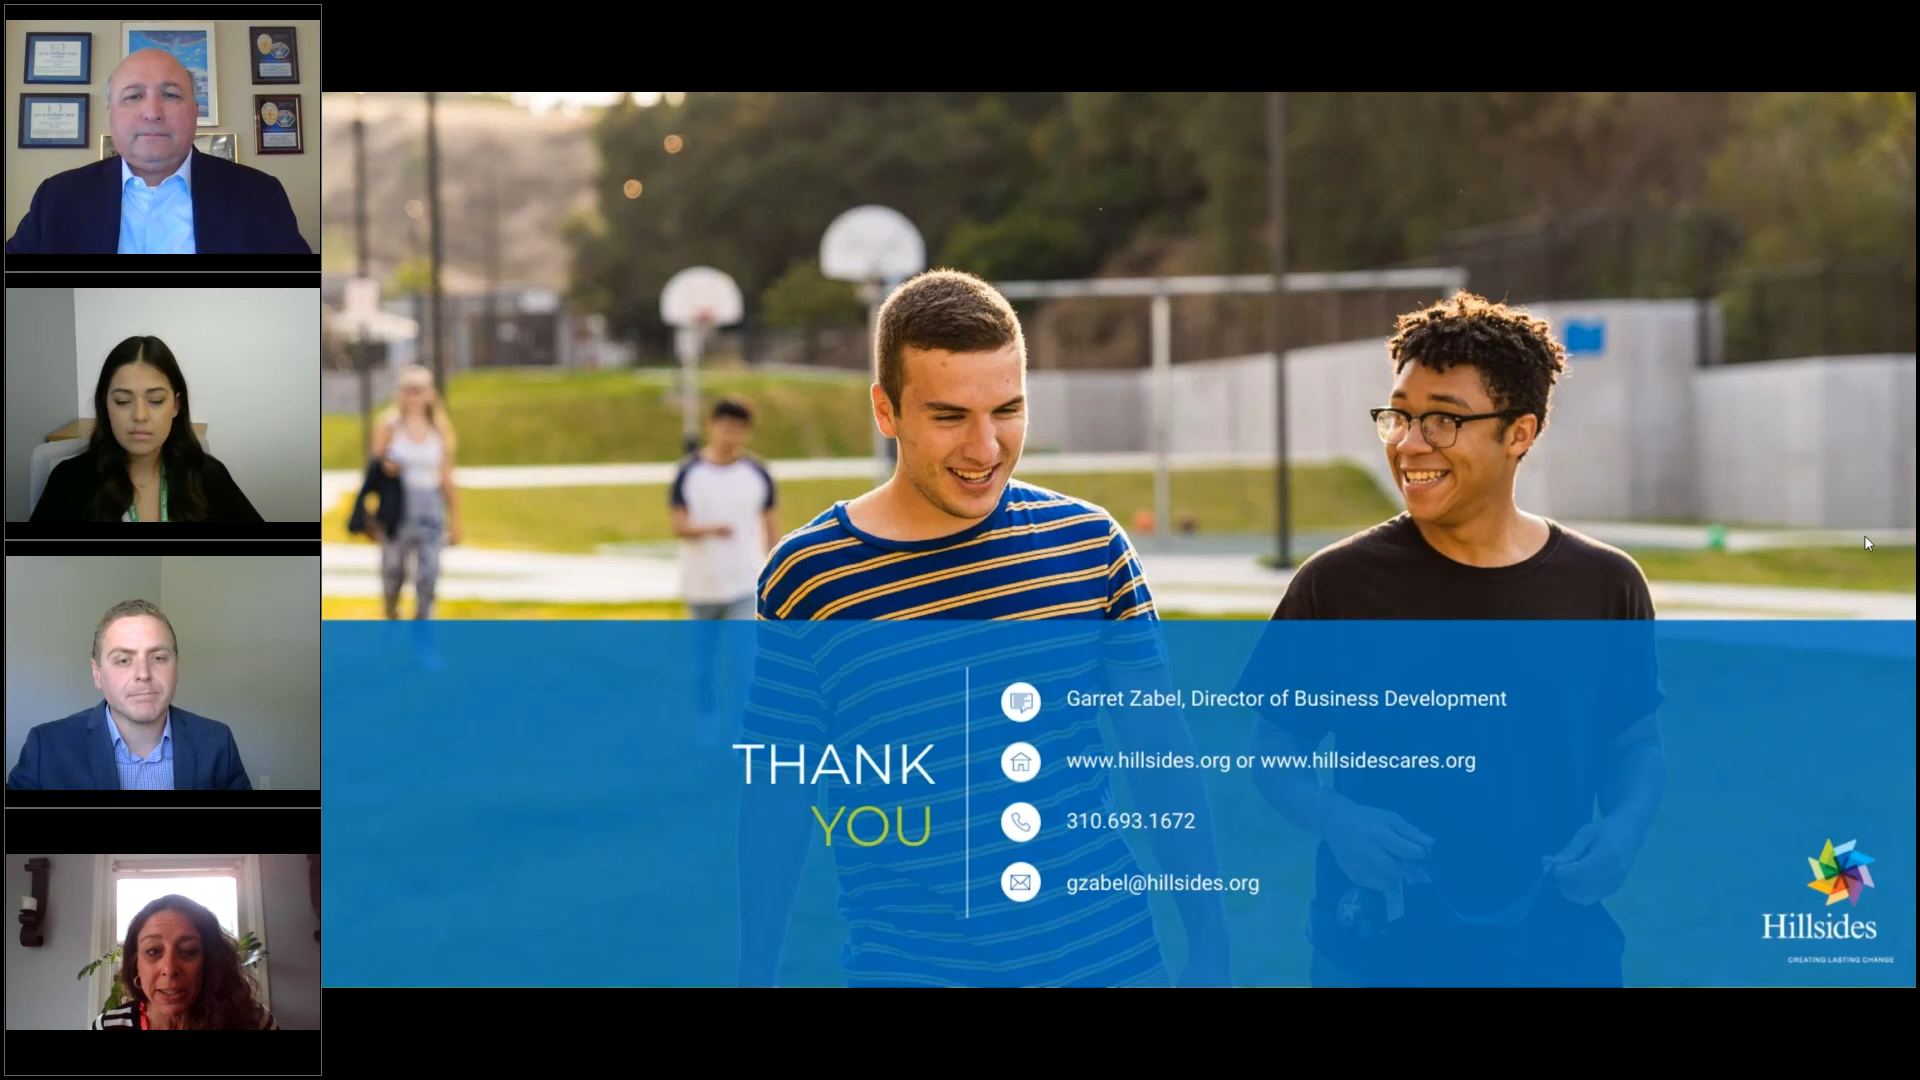 THANK
YOU
Garret Zabel, Director of Business Development
www.hillsides.org or www.hillsidescares.org
310.693.1672
gzabel@hillsides.org
Hillsides
CREATING LASTING CHANGE